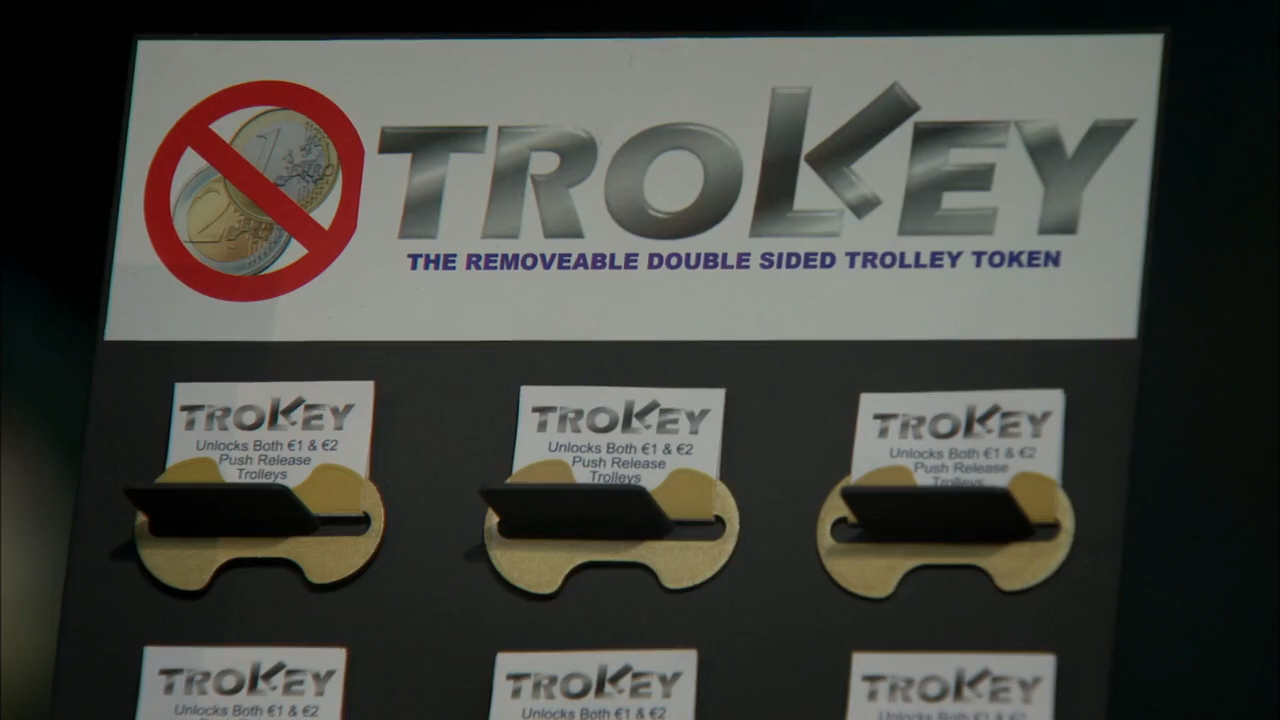 TROKEY
THE REMOVEABLE DOUBLE SIDED TROLLEY TOKEN
1
2
TROKEY
Unlocks Both €1 & €2
Push Release
Trolleys
TROKEY
Unlocks Both €1 & €2
Push Release
Trolleys
TROKEY
Unlocks Both €1 & €2
Push Release
Trolleys
TROKEY
Unlocks Both €1 & €2
TROKEY
Unlocks Both €1 & €2
TROKEY
Unlocks Both €1 & €2